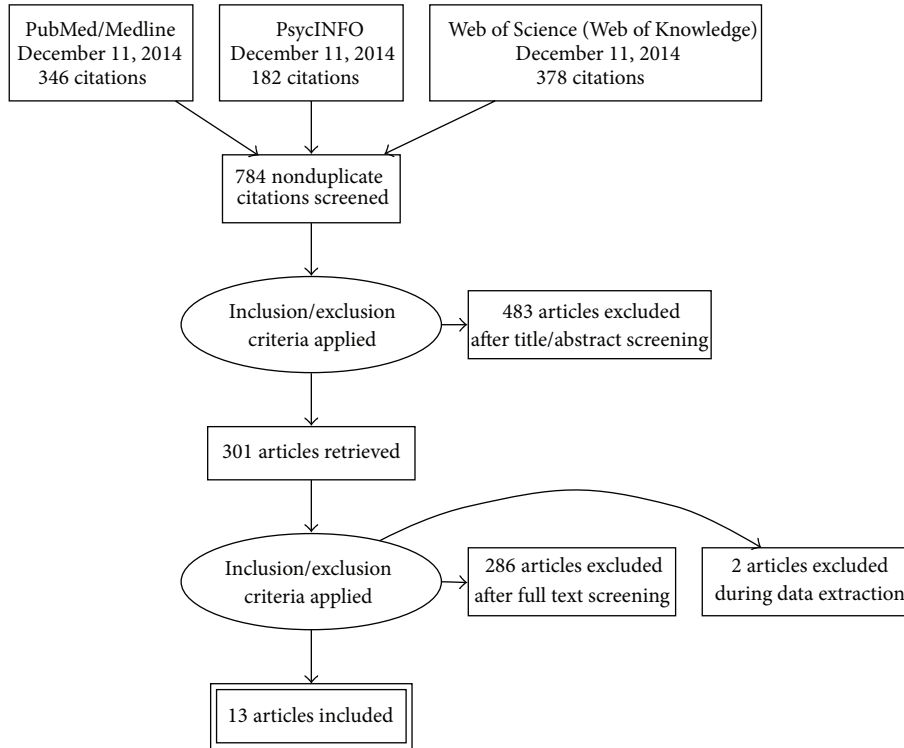 PubMed/Medline
December 11, 2014
346 citations
PsycINFO
December 11, 2014
182 citations
Web of Science (Web of Knowledge)
December 11, 2014
378 citations
784 nonduplicate
citations screened
Inclusion/exclusion
criteria applied
483 articles excluded
after title/abstract screening
301 articles retrieved
Inclusion/exclusion
criteria applied
286 articles excluded
after full text screening
2 articles excluded
during data extraction
13 articles included